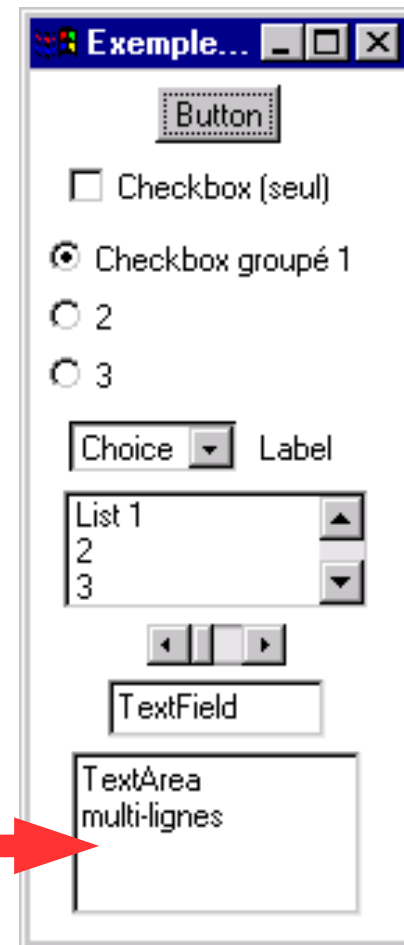 Exemple...
Button
Checkbox (seul)
Checkbox groupé 1
2
3
Choice Label
List 1
2
3
TextField
TextArea
multi-lignes